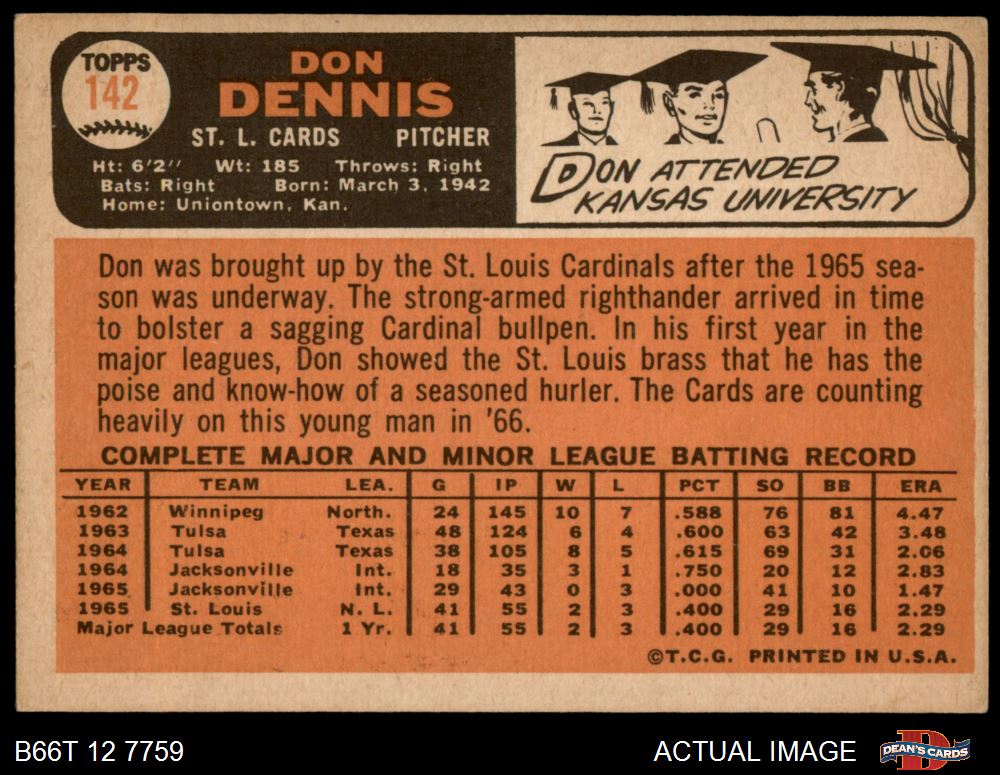 TOPPS
142
DON
DENNIS
ST. L. CARDS PITCHER
Ht: 6'2'' Wt: 185 Throws: Right
Bats: Right Born: March 3, 1942
Home: Uniontown, Kan.
DON ATTENDED
KANSAS UNIVERSITY
Don was brought up by the St. Louis Cardinals after the 1965 sea-
son was underway. The strong-armed righthander arrived in time
to bolster a sagging Cardinal bullpen. In his first year in the
major leagues, Don showed the St. Louis brass that he has the
poise and know-how of a seasoned hurler. The Cards are counting
heavily on this young man in '66.
COMPLETE MAJOR AND MINOR LEAGUE BATTING RECORD
YEAR TEAM LEA. G IP W L PCT SO BB ERA
1962 Winnipeg North. 24 145 10 7 .588 76 81 4.47
1963 Tulsa Texas 48 124 6 4 .600 63 42 3.48
1964 Tulsa Texas 38 105 8 5 .615 69 31 2.06
1964 Jacksonville Int. 18 35 3 1 .750 20 12 2.83
1965 Jacksonville Int. 29 43 0 3 .000 41 10 1.47
1965 St. Louis N. L. 41 55 2 3 .400 29 16 2.29
Major League Totals 1 Yr. 41 55 2 3 .400 29 16 2.29
©T.C.G. PRINTED IN U.S.A.
B66T 12 7759 ACTUAL IMAGE DEAN'S CARDS